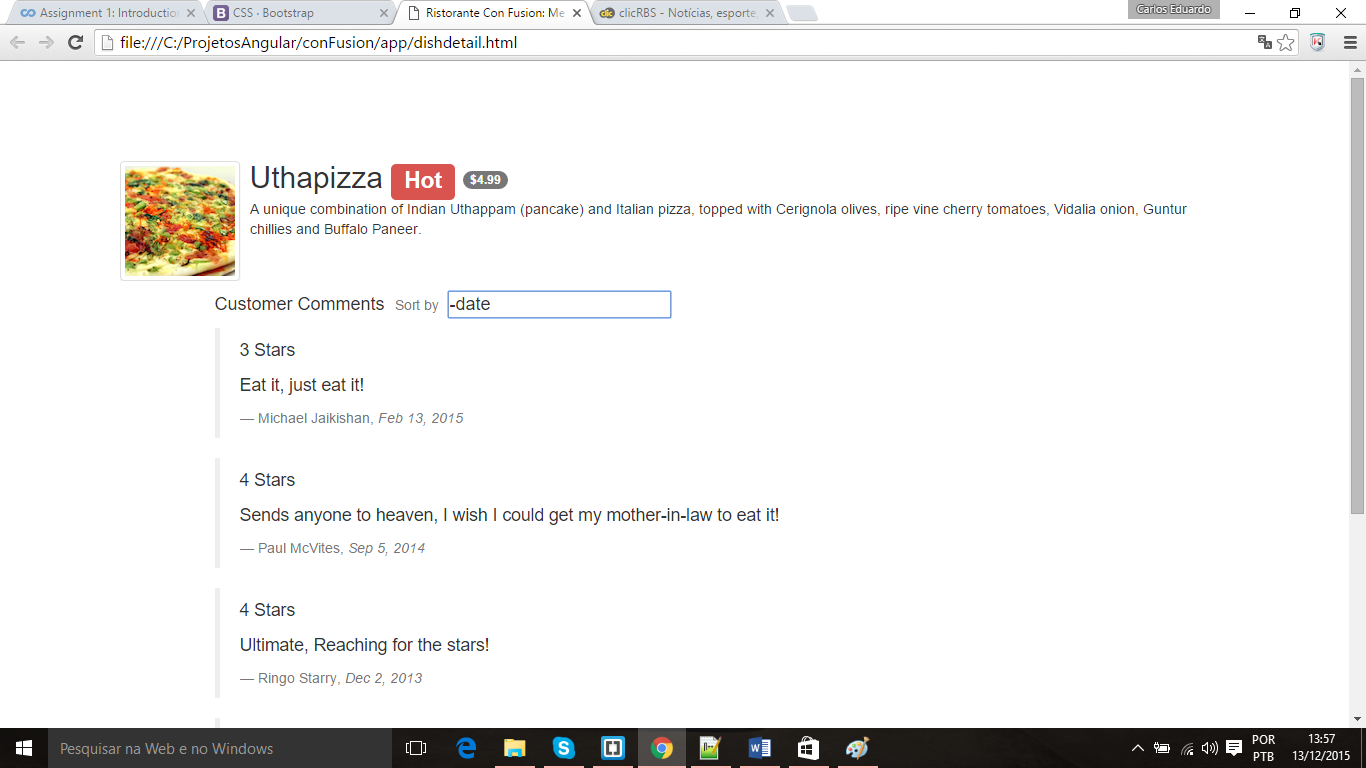 Assignment 1: Introduction
CSS · Bootstrap
Ristorante Con Fusion: Me
clicRBS - Notícias, esporte,
Carlos Eduardo
file:///C:/ProjetosAngular/conFusion/app/dishdetail.html
Uthapizza Hot $4.99
A unique combination of Indian Uthappam (pancake) and Italian pizza, topped with Cerignola olives, ripe vine cherry tomatoes, Vidalia onion, Guntur
chillies and Buffalo Paneer.
Customer Comments Sort by -date
3 Stars
Eat it, just eat it!
— Michael Jaikishan, Feb 13, 2015
4 Stars
Sends anyone to heaven, I wish I could get my mother-in-law to eat it!
— Paul McVites, Sep 5, 2014
4 Stars
Ultimate, Reaching for the stars!
— Ringo Starry, Dec 2, 2013
Pesquisar na Web e no Windows
POR
PTB
13:57
13/12/2015